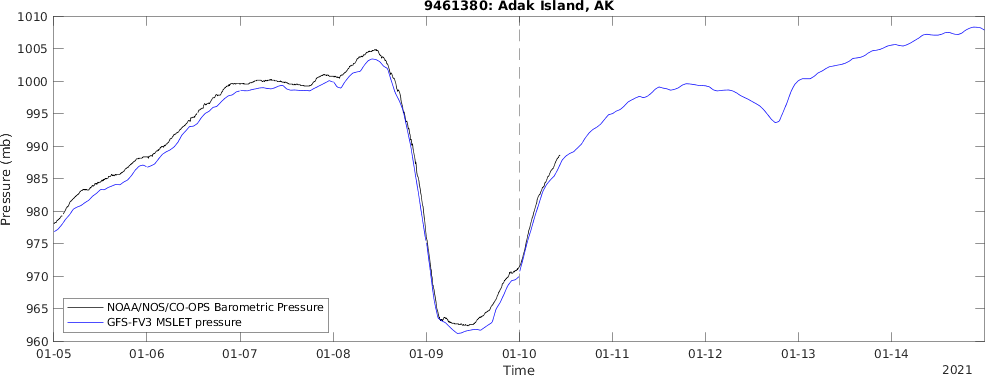 9461380: Adak Island, AK
Pressure (mb)
1010
1005
1000
995
990
985
980
975
970
965
960
NOAA/NOS/CO-OPS Barometric Pressure
GFS-FV3 MSLET pressure
01-05 01-06 01-07 01-08 01-09 01-10 01-11 01-12 01-13 01-14
Time
2021